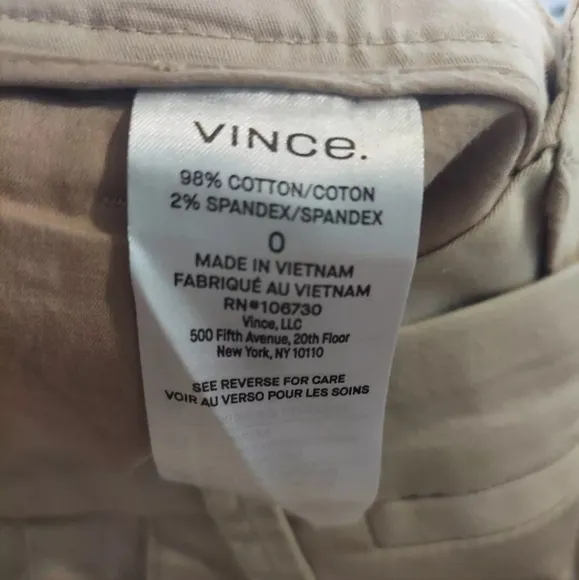 VINCe.
98% COTTON/COTON
2% SPANDEX/SPANDEX
0
MADE IN VIETNAM
FABRIQUÉ AU VIETNAM
RN#106730
Vince, LLC
500 Fifth Avenue, 20th Floor
New York, NY 10110
SEE REVERSE FOR CARE
VOIR AU VERSO POUR LES SOINS